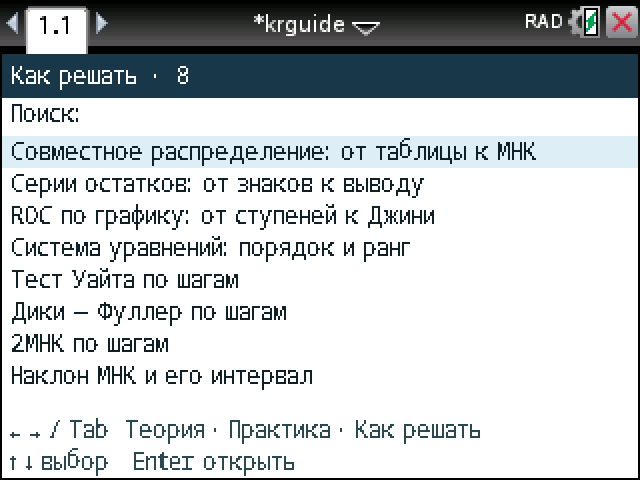 1.1 *krguide RAD
Как решать · 8
Поиск:
Совместное распределение: от таблицы к МНК
Серии остатков: от знаков к выводу
ROC по графику: от ступеней к Джини
Система уравнений: порядок и ранг
Тест Уайта по шагам
Дики – Фуллер по шагам
2МНК по шагам
Наклон МНК и его интервал
← → / Tab Теория · Практика · Как решать
↑ ↓ выбор Enter открыть